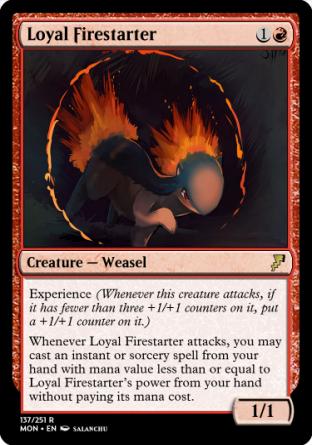 Loyal Firestarter 1
Creature — Weasel
Experience (Whenever this creature attacks, if
it has fewer than three +1/+1 counters on it, put
a +1/+1 counter on it.)
Whenever Loyal Firestarter attacks, you may
cast an instant or sorcery spell from your
hand with mana value less than or equal to
Loyal Firestarter's power from your hand
without paying its mana cost.
1/1
137/251 R
MON • EN SALANCHU